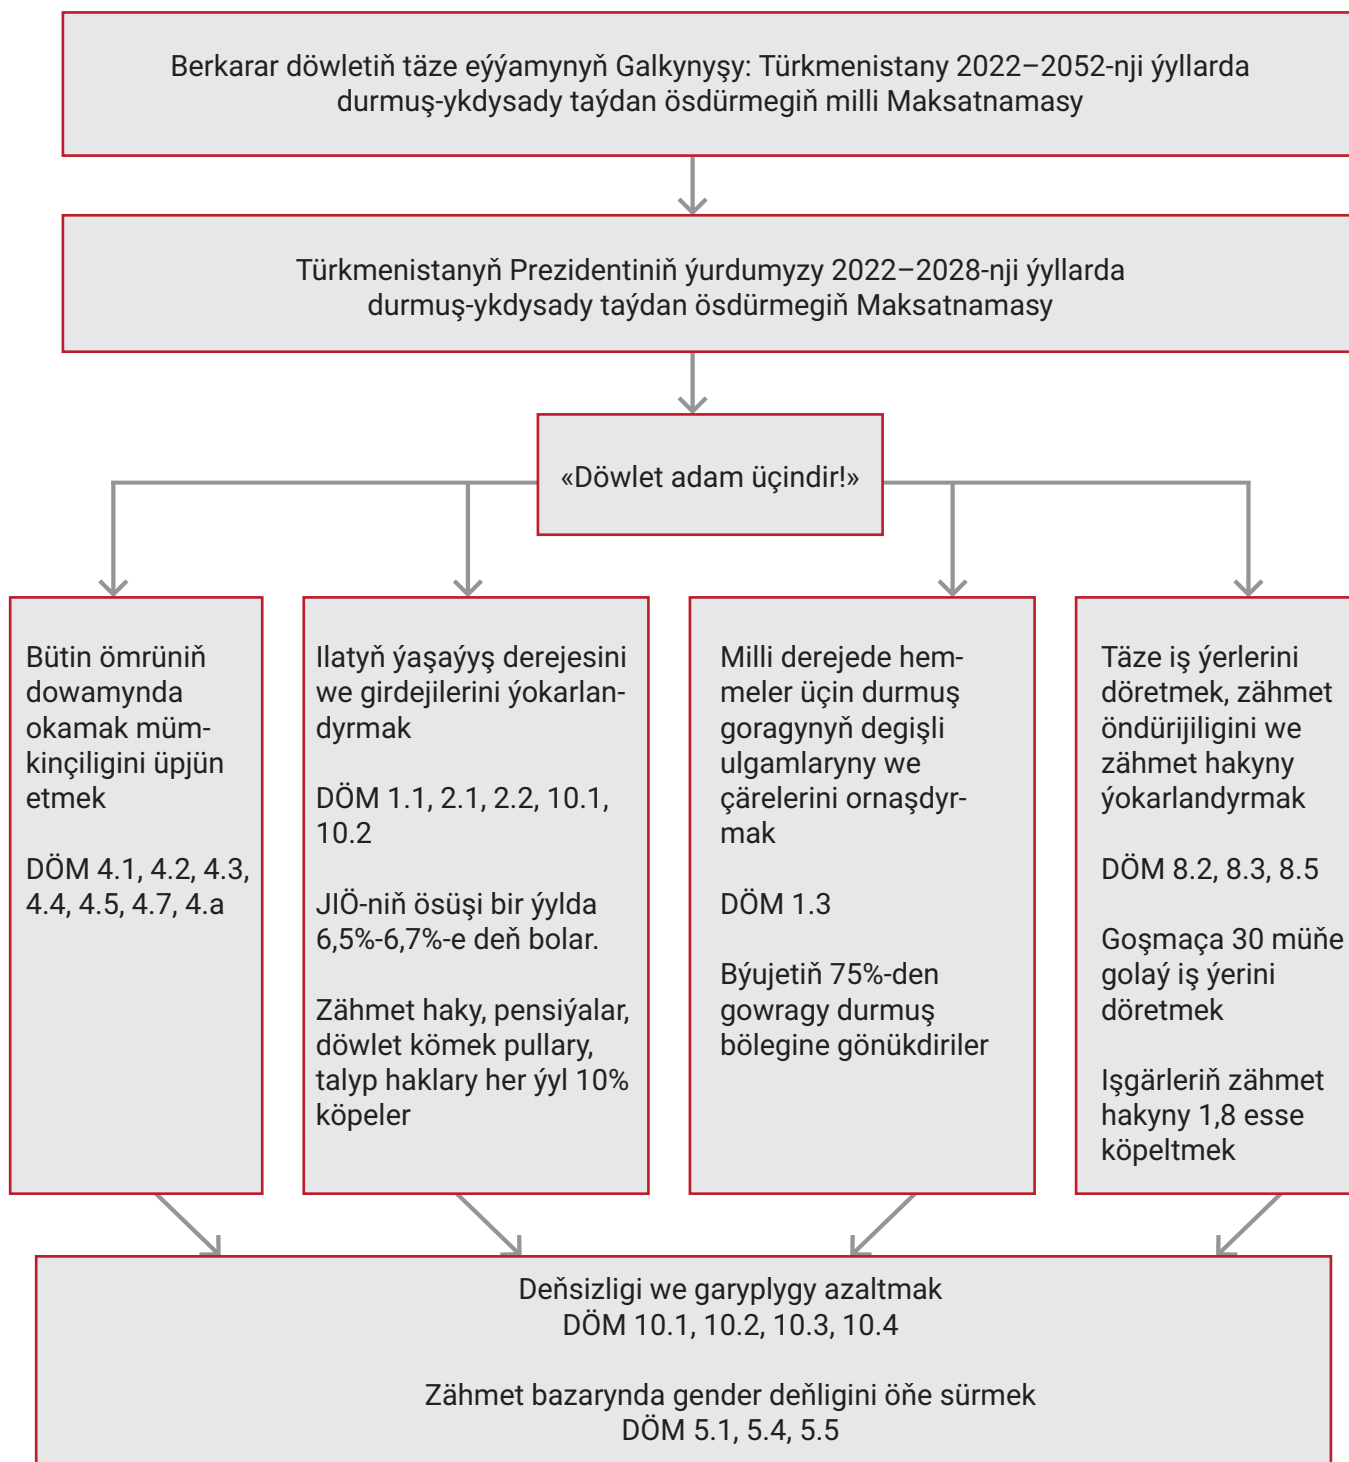 Berkarar döwletiň täze eýýamynyň Galkynyşy: Türkmenistany 2022–2052-nji ýyllarda
durmuş-ykdysady taýdan ösdürmegiň milli Maksatnamasy
Türkmenistanyň Prezidentiniň ýurdumyzy 2022–2028-nji ýyllarda
durmuş-ykdysady taýdan ösdürmegiň Maksatnamasy
«Döwlet adam üçindir!»
Bütin ömrüniň
dowamynda
okamak müm-
kinçiligini üpjün
etmek
DÖM 4.1, 4.2, 4.3,
4.4, 4.5, 4.7, 4.a
Ilatyň ýaşaýyş derejesini
we girdejilerini ýokarlan-
dyrmak
DÖM 1.1, 2.1, 2.2, 10.1,
10.2
JIÖ-niň ösüşi bir ýylda
6,5%-6,7%-e deň bolar.
Zähmet haky, pensiýalar,
döwlet kömek pullary,
talyp haklary her ýyl 10%
köpeler
Milli derejede hem-
meler üçin durmuş
goragynyň degişli
ulgamlaryny we
çärelerini ornaşdyr-
mak
DÖM 1.3
Býujetiň 75%-den
gowragy durmuş
bölegine gönükdiriler
Täze iş ýerlerini
döretmek, zähmet
öndürijiligini we
zähmet hakyny
ýokarlandyrmak
DÖM 8.2, 8.3, 8.5
Goşmaça 30 müňe
golaý iş ýerini
döretmek
Işgärleriň zähmet
hakyny 1,8 esse
köpeltmek
Deňsizligi we garyplygy azaltmak
DÖM 10.1, 10.2, 10.3, 10.4
Zähmet bazarynda gender deňligini öňe sürmek
DÖM 5.1, 5.4, 5.5